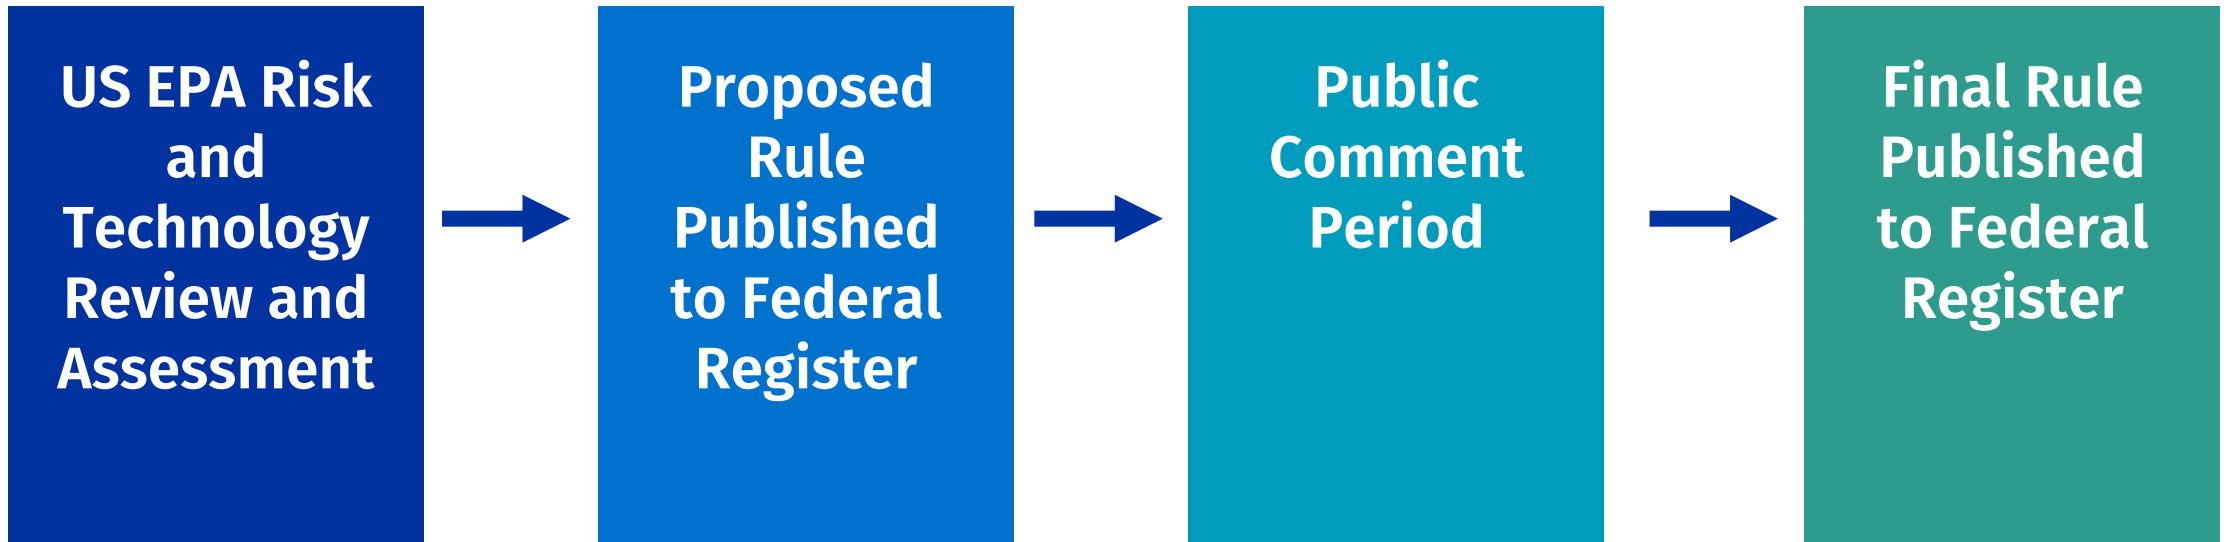 US EPA Risk
and
Technology
Review and
Assessment
Proposed
Rule
Published
to Federal
Register
Public
Comment
Period
Final Rule
Published
to Federal
Register